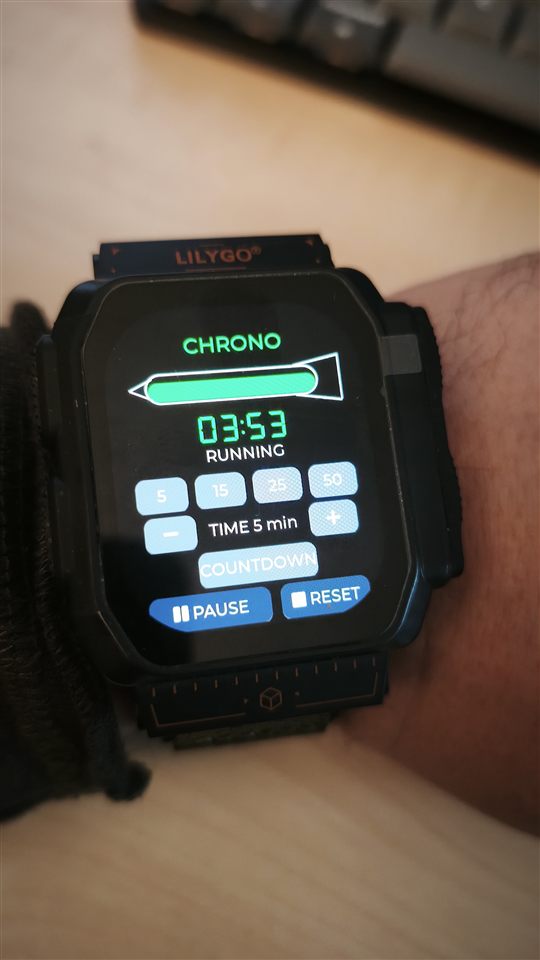 LILYGO®
CHRONO
03:53
RUNNING
5 15 25 50
− TIME 5 min +
COUNTDOWN
PAUSE RESET